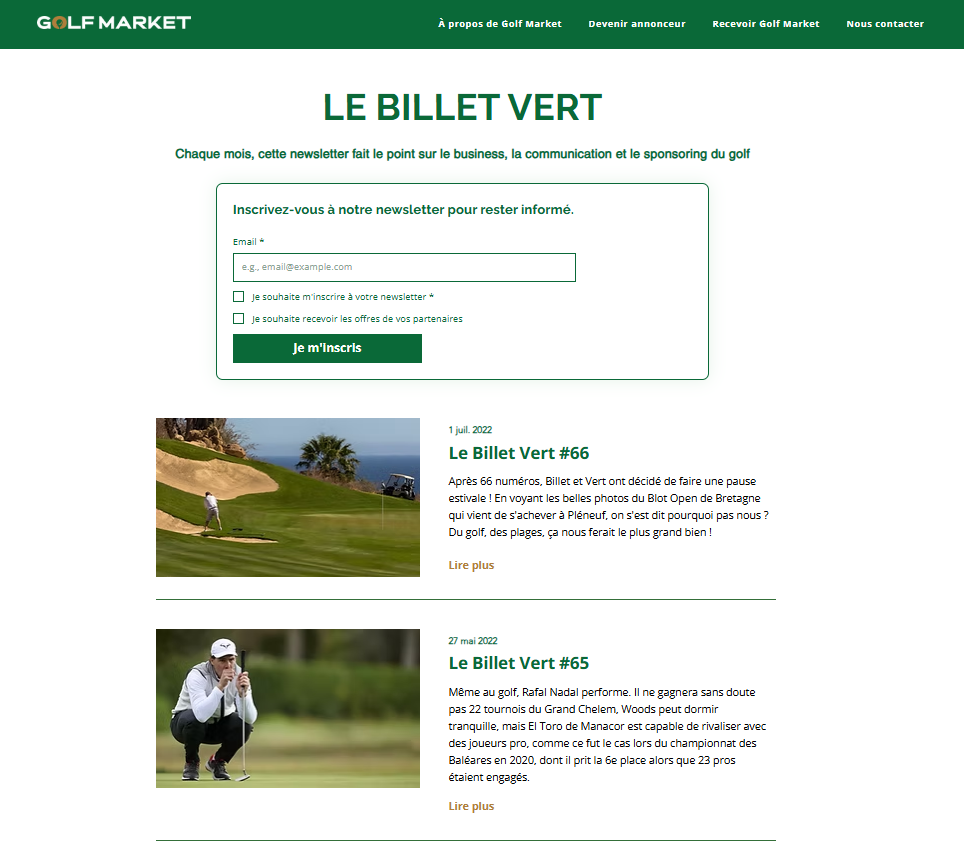 GOLF MARKET
À propos de Golf Market
Devenir annonceur
Recevoir Golf Market
Nous contacter
LE BILLET VERT
Chaque mois, cette newsletter fait le point sur le business, la communication et le sponsoring du golf
Inscrivez-vous à notre newsletter pour rester informé.
Email *
e.g., email@example.com
Je souhaite m'inscrire à votre newsletter *
Je souhaite recevoir les offres de vos partenaires
Je m'inscris
1 juil. 2022
Le Billet Vert #66
Après 66 numéros, Billet et Vert ont décidé de faire une pause
estivale ! En voyant les belles photos du Blot Open de Bretagne
qui vient de s'achever à Pléneuf, on s'est dit pourquoi pas nous ?
Du golf, des plages, ça nous ferait le plus grand bien !
Lire plus
27 mai 2022
Le Billet Vert #65
Même au golf, Rafal Nadal performe. Il ne gagnera sans doute
pas 22 tournois du Grand Chelem, Woods peut dormir
tranquille, mais El Toro de Manacor est capable de rivaliser avec
des joueurs pro, comme ce fut le cas lors du championnat des
Baléares en 2020, dont il prit la 6e place alors que 23 pros
étaient engagés.
Lire plus